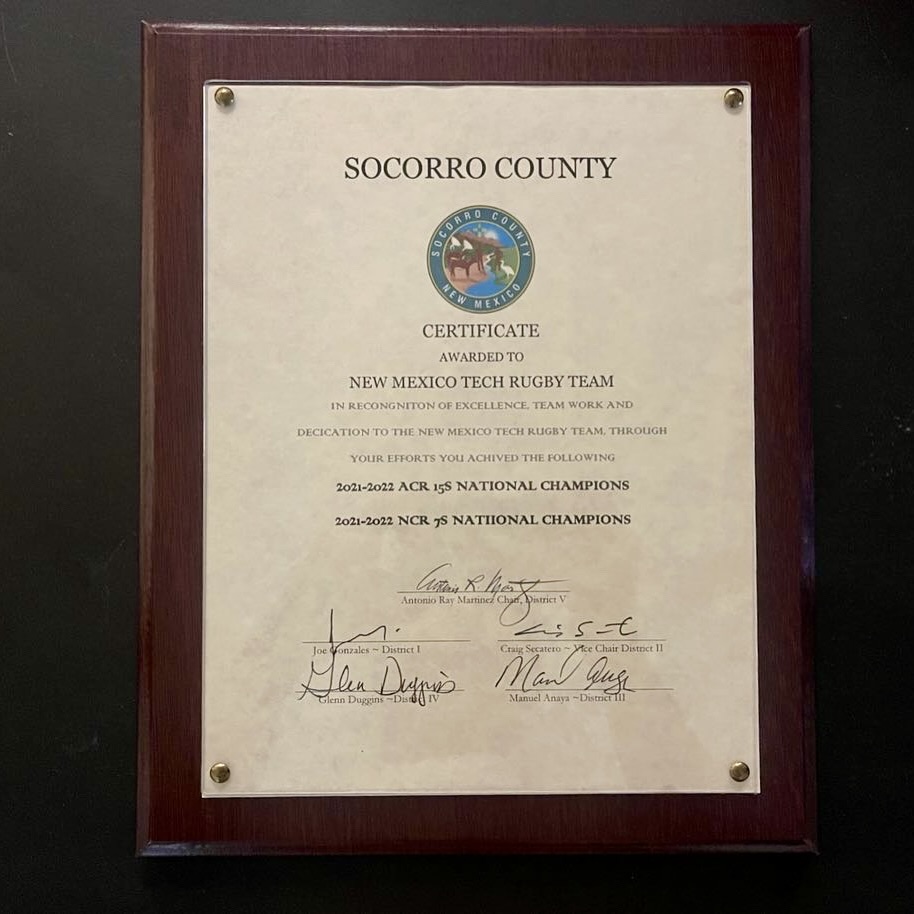 SOCORRO COUNTY
SOCORRO COUNTY
NEW MEXICO
CERTIFICATE
AWARDED TO
NEW MEXICO TECH RUGBY TEAM
IN RECONGNITON OF EXCELLENCE, TEAM WORK AND
DECICATION TO THE NEW MEXICO TECH RUGBY TEAM, THROUGH
YOUR EFFORTS YOU ACHIVED THE FOLLOWING
2021-2022 ACR 15S NATIONAL CHAMPIONS
2021-2022 NCR 7S NATIIONAL CHAMPIONS
Antonio Ray Martinez Chair, District V
Joe Gonzales ~ District I
Craig Secatero ~ Vice Chair District II
Glen Duggins
Glenn Duggins ~District IV
Manuel Anaya ~District III